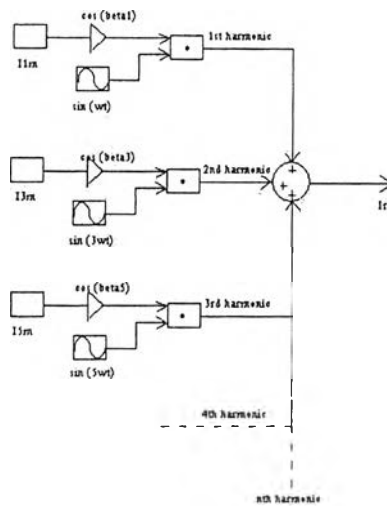 cos (beta1)
1st harmonic
I1m
*
sin (wt)
cos (beta3)
2nd harmonic
+
+
+
I3m
*
sin (3wt)
cos (beta5)
3rd harmonic
I5m
*
sin (5wt)
4th harmonic
nth harmonic